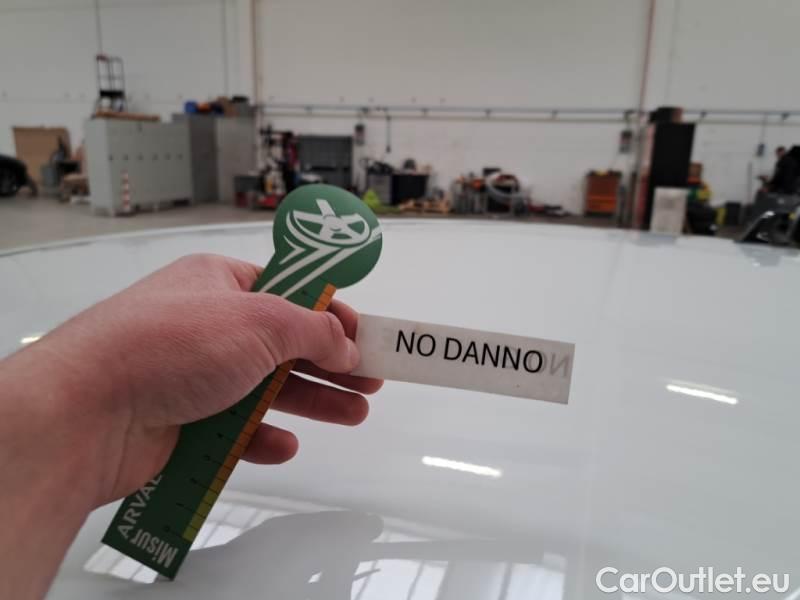 NO DANNO
Misur
ARVAL
CarOutlet.eu